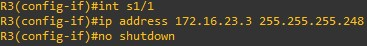 R3(config-if)#int s1/1
R3(config-if)#ip address 172.16.23.3 255.255.255.248
R3(config-if)#no shutdown